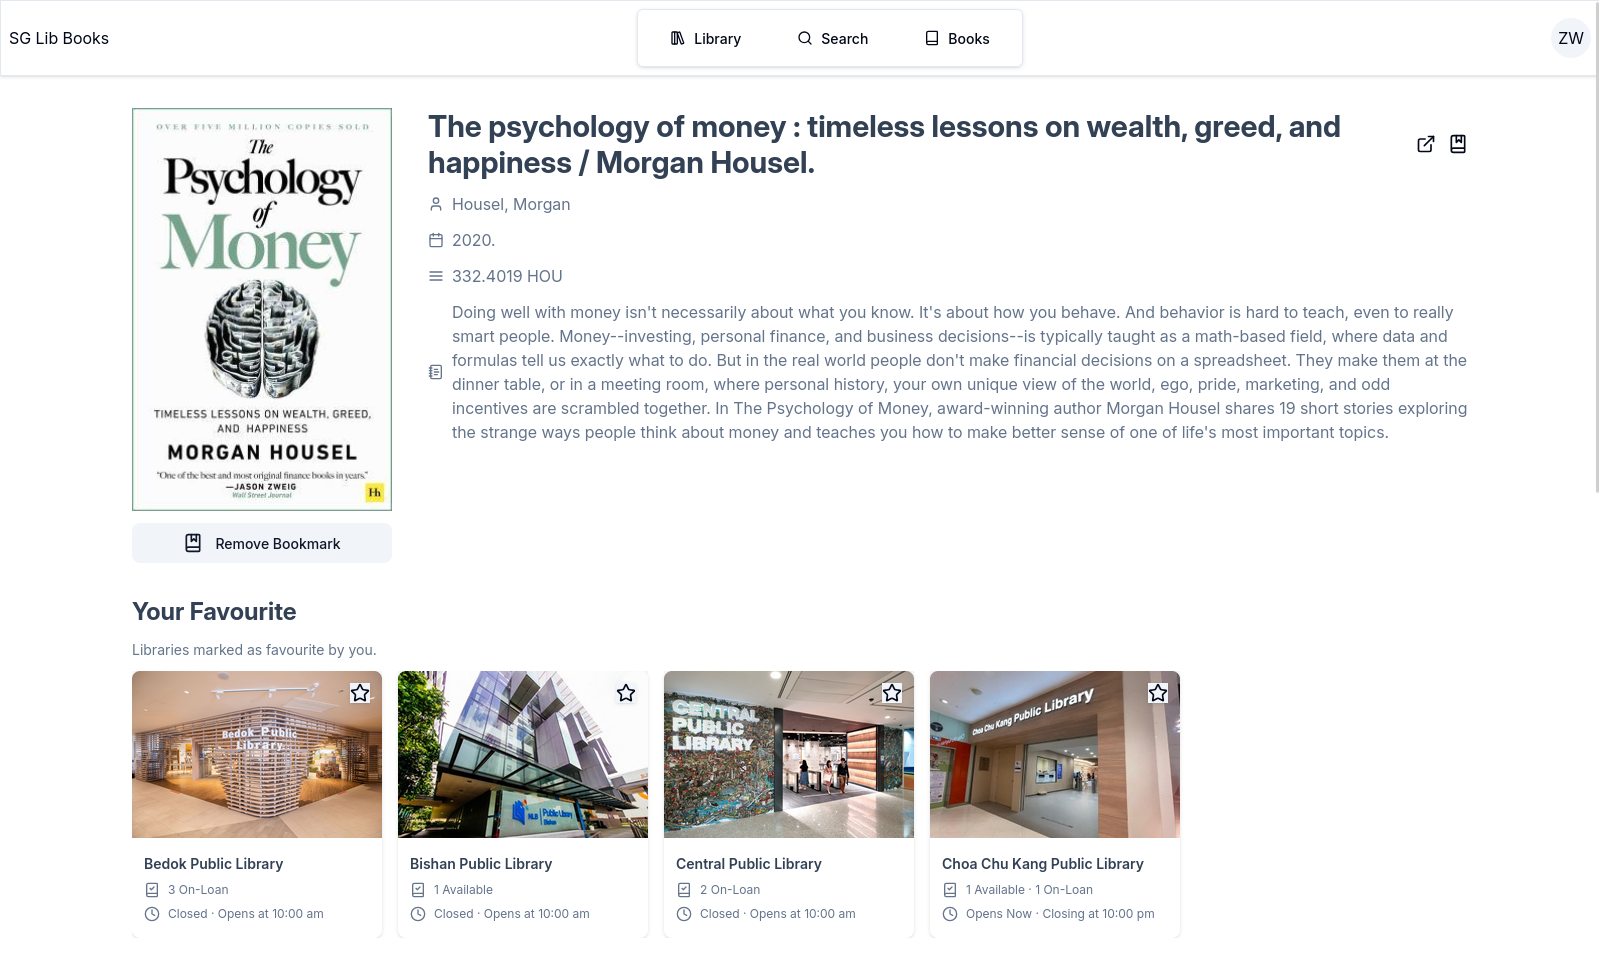 SG Lib Books
Library
Search
Books
ZW
OVER FIVE MILLION COPIES SOLD
The
Psychology
of
Money
TIMELESS LESSONS ON WEALTH, GREED,
AND HAPPINESS
MORGAN HOUSEL
"One of the best and most original finance books in years."
—JASON ZWEIG
Wall Street Journal
Hh
Remove Bookmark
The psychology of money : timeless lessons on wealth, greed, and
happiness / Morgan Housel.
Housel, Morgan
2020.
332.4019 HOU
Doing well with money isn't necessarily about what you know. It's about how you behave. And behavior is hard to teach, even to really
smart people. Money--investing, personal finance, and business decisions--is typically taught as a math-based field, where data and
formulas tell us exactly what to do. But in the real world people don't make financial decisions on a spreadsheet. They make them at the
dinner table, or in a meeting room, where personal history, your own unique view of the world, ego, pride, marketing, and odd
incentives are scrambled together. In The Psychology of Money, award-winning author Morgan Housel shares 19 short stories exploring
the strange ways people think about money and teaches you how to make better sense of one of life's most important topics.
Your Favourite
Libraries marked as favourite by you.
Bedok Public
Library
Bedok Public Library
3 On-Loan
Closed · Opens at 10:00 am
NLB Public Library
Bishan
Bishan Public Library
1 Available
Closed · Opens at 10:00 am
CENTRAL
PUBLIC
LIBRARY
Central Public Library
2 On-Loan
Closed · Opens at 10:00 am
Choa Chu Kang Public Library
Choa Chu Kang Public Library
1 Available · 1 On-Loan
Opens Now · Closing at 10:00 pm